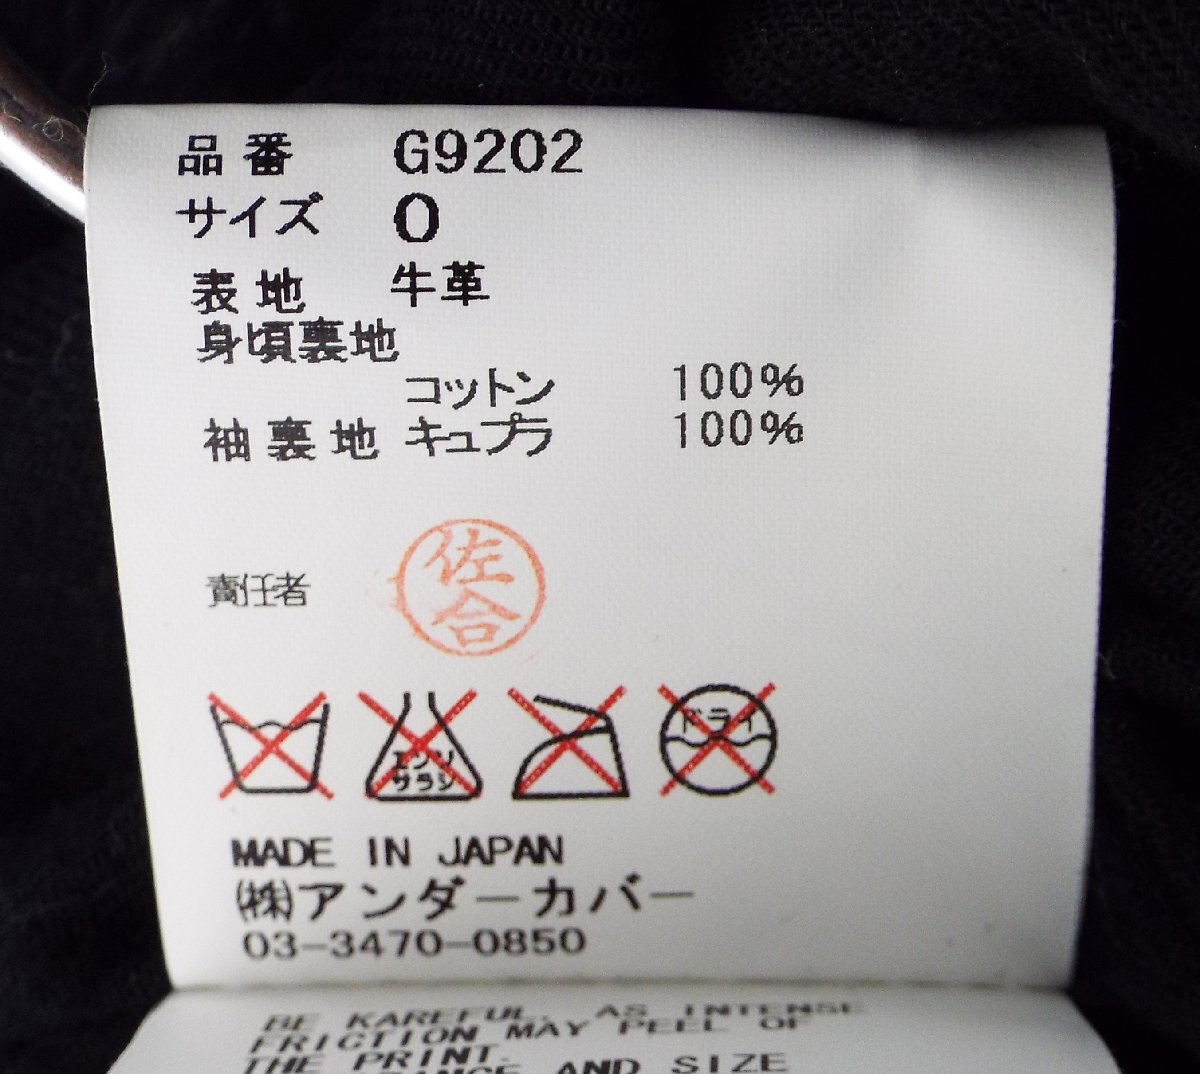 品番 G9202
サイズ 0
表地 牛革
身頃裏地
コットン 100%
袖裏地 キュプラ 100%
責任者 佐合
エンソサラシ
ドライ
MADE IN JAPAN
㈱アンダーカバー
03-3470-0850
BE KAREFUL. AS INTENSE
FRICTION MAY PEEL OF
THE PRINT.
AND SIZE